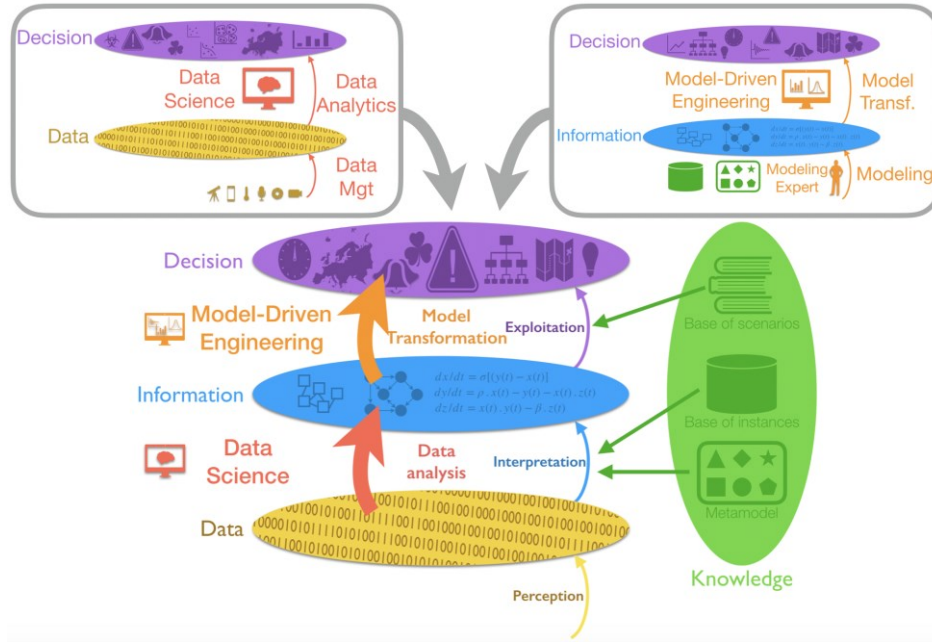 Decision
Data
Science
Data
Analytics
Data
Data
Mgt
Decision
Model-Driven
Engineering
Model
Transf.
Information
Modeling
Expert
Modeling
Decision
Model-Driven
Engineering
Model
Transformation
Exploitation
Base of scenarios
Information
dx/dt = σ[(y(t) − x(t)]
dy/dt = ρ . x(t) − y(t) − x(t) . z(t)
dz/dt = x(t) . y(t) − β . z(t)
Base of instances
Data
Science
Data
analysis
Interpretation
Metamodel
Data
Perception
Knowledge